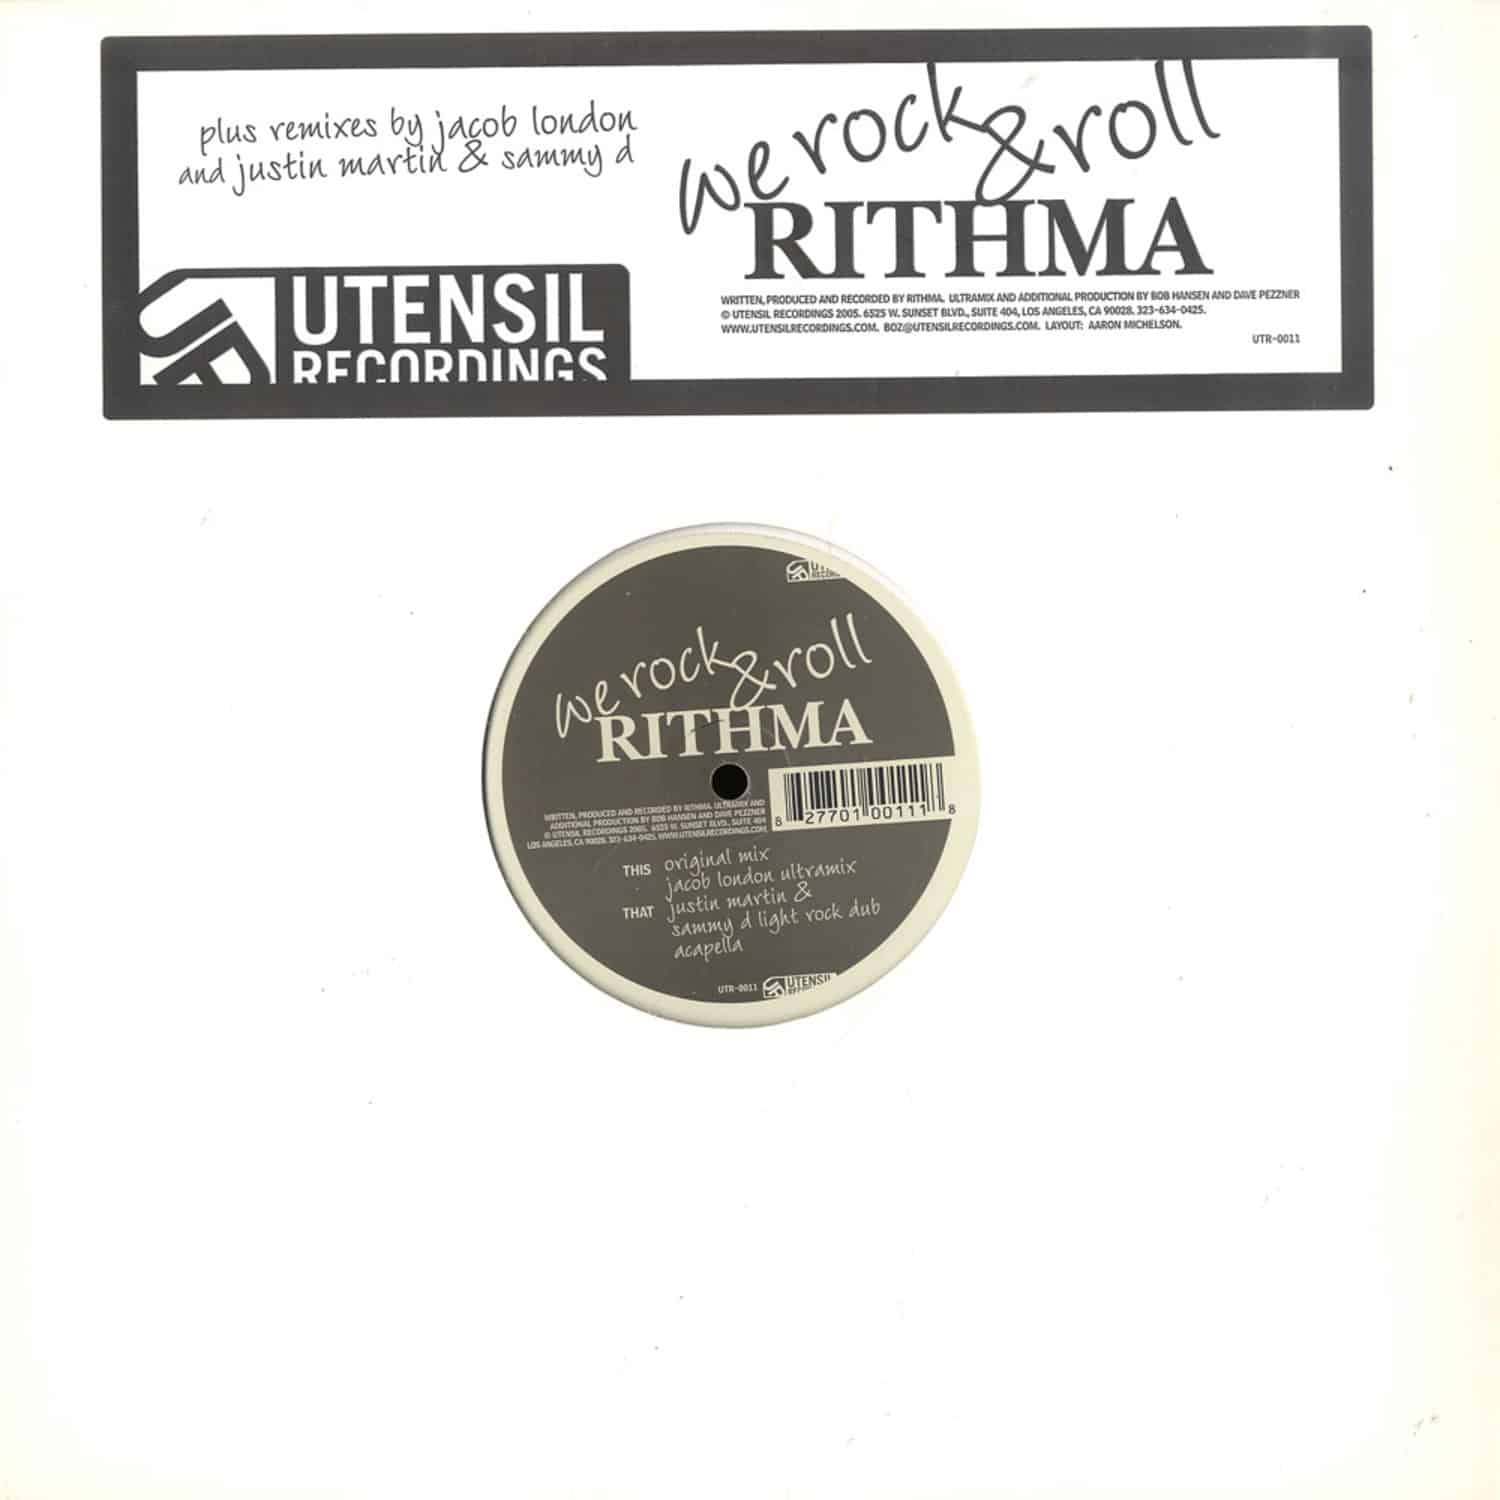 plus remixes by jacob london
and justin martin & sammy d
UTENSIL
RECORDINGS
we rock & roll
RITHMA
WRITTEN, PRODUCED AND RECORDED BY RITHMA. ULTRAMIX AND ADDITIONAL PRODUCTION BY BOB HANSEN AND DAVE PEZZNER
© UTENSIL RECORDINGS 2005. 6525 W. SUNSET BLVD., SUITE 404, LOS ANGELES, CA 90028. 323-634-0425.
WWW.UTENSILRECORDINGS.COM. BOZ@UTENSILRECORDINGS.COM. LAYOUT: AARON MICHELSON.
UTR-0011
we rock & roll
RITHMA
8 27701 00111 8
WRITTEN, PRODUCED AND RECORDED BY RITHMA. ULTRAMIX AND
ADDITIONAL PRODUCTION BY BOB HANSEN AND DAVE PEZZNER
© UTENSIL RECORDINGS 2005. 6525 W. SUNSET BLVD., SUITE 404
LOS ANGELES, CA 90028. 323-634-0425. WWW.UTENSILRECORDINGS.COM.
THIS original mix
jacob london ultramix
THAT justin martin &
sammy d light rock dub
acapella
UTR-0011
UTENSIL